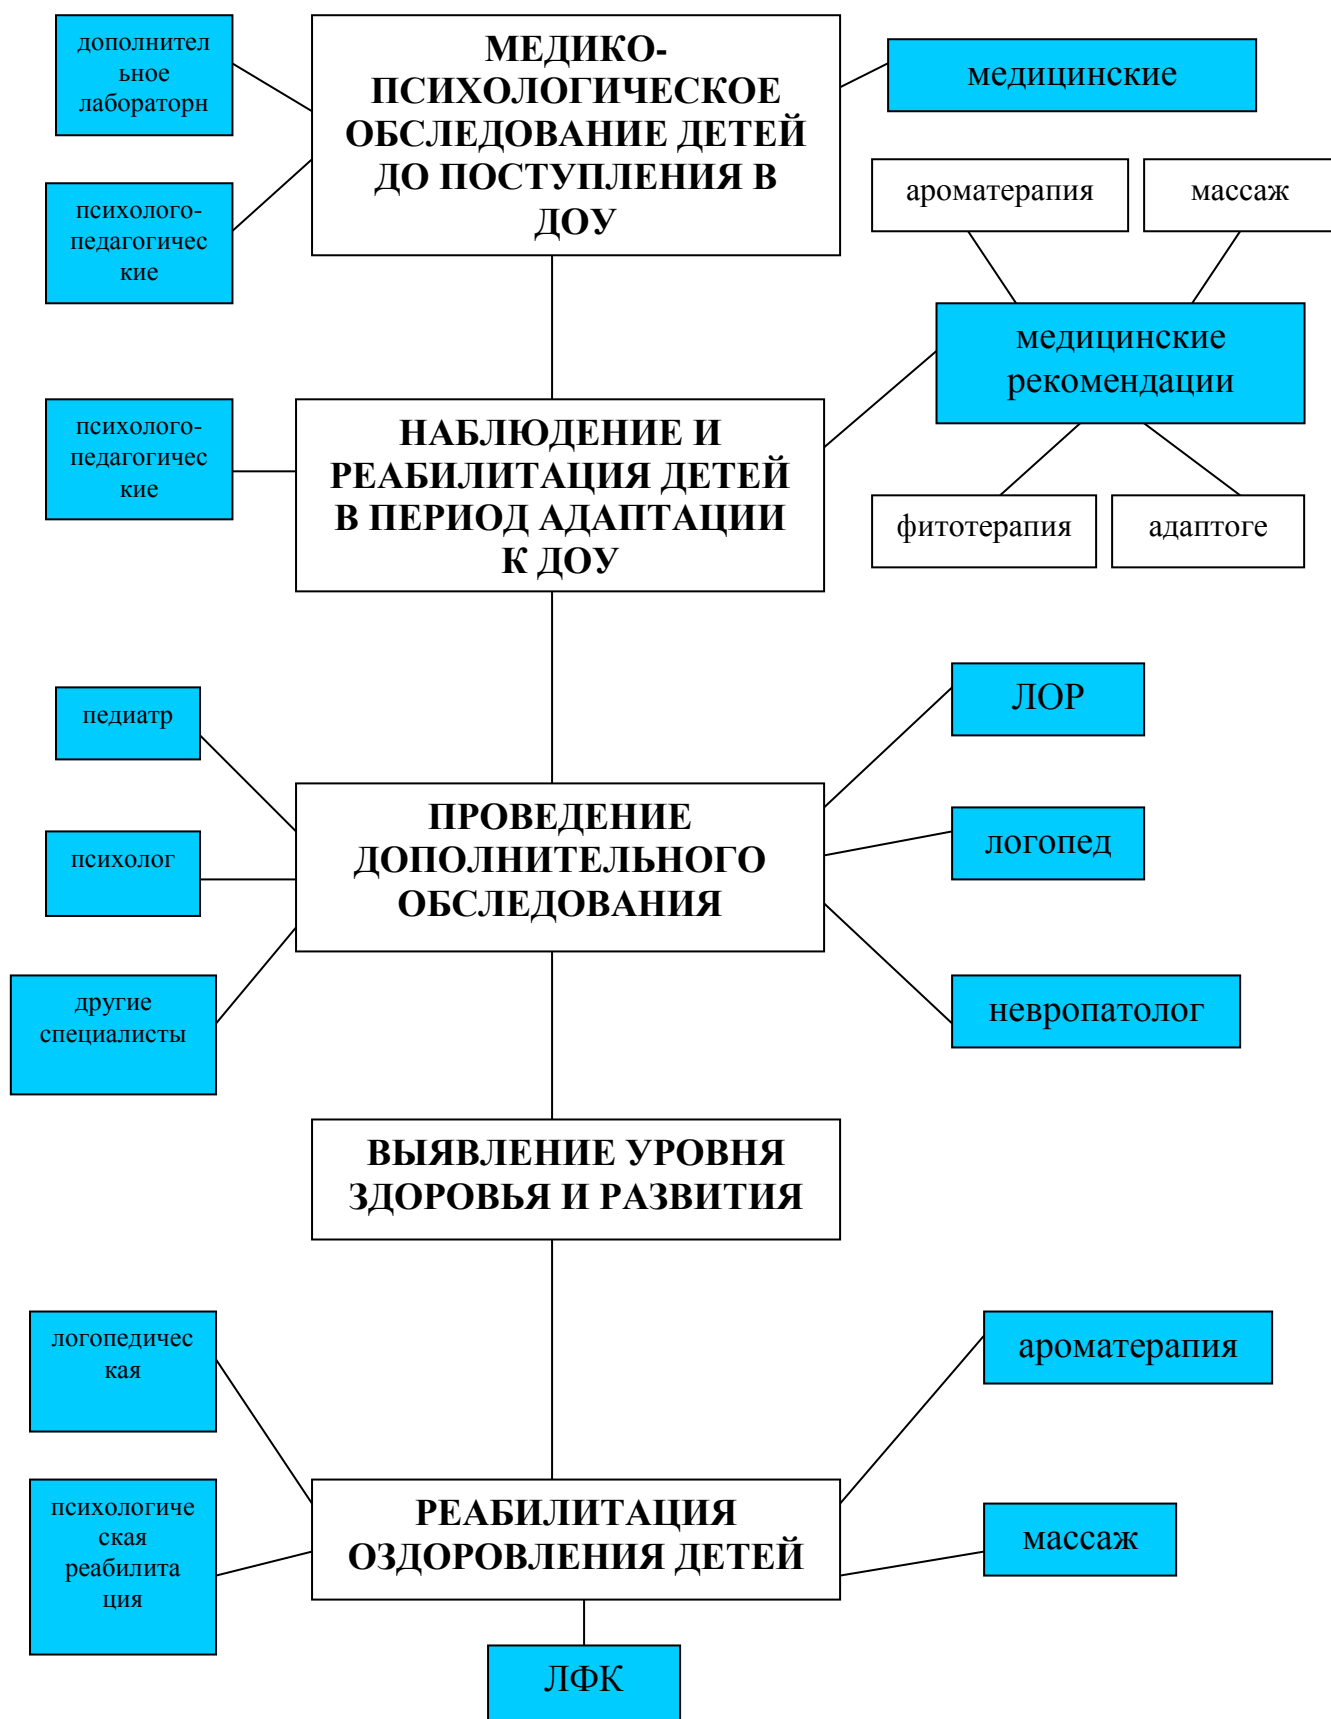 дополнител
ьное
лабораторн
МЕДИКО-
ПСИХОЛОГИЧЕСКОЕ
ОБСЛЕДОВАНИЕ ДЕТЕЙ
ДО ПОСТУПЛЕНИЯ В
ДОУ
медицинские
психолого-
педагогичес
кие
ароматерапия
массаж
медицинские
рекомендации
психолого-
педагогичес
кие
НАБЛЮДЕНИЕ И
РЕАБИЛИТАЦИЯ ДЕТЕЙ
В ПЕРИОД АДАПТАЦИИ
К ДОУ
фитотерапия
адаптоге
педиатр
ЛОР
психолог
ПРОВЕДЕНИЕ
ДОПОЛНИТЕЛЬНОГО
ОБСЛЕДОВАНИЯ
логопед
другие
специалисты
невропатолог
ВЫЯВЛЕНИЕ УРОВНЯ
ЗДОРОВЬЯ И РАЗВИТИЯ
логопедичес
кая
ароматерапия
психологиче
ская
реабилита
ция
РЕАБИЛИТАЦИЯ
ОЗДОРОВЛЕНИЯ ДЕТЕЙ
массаж
ЛФК